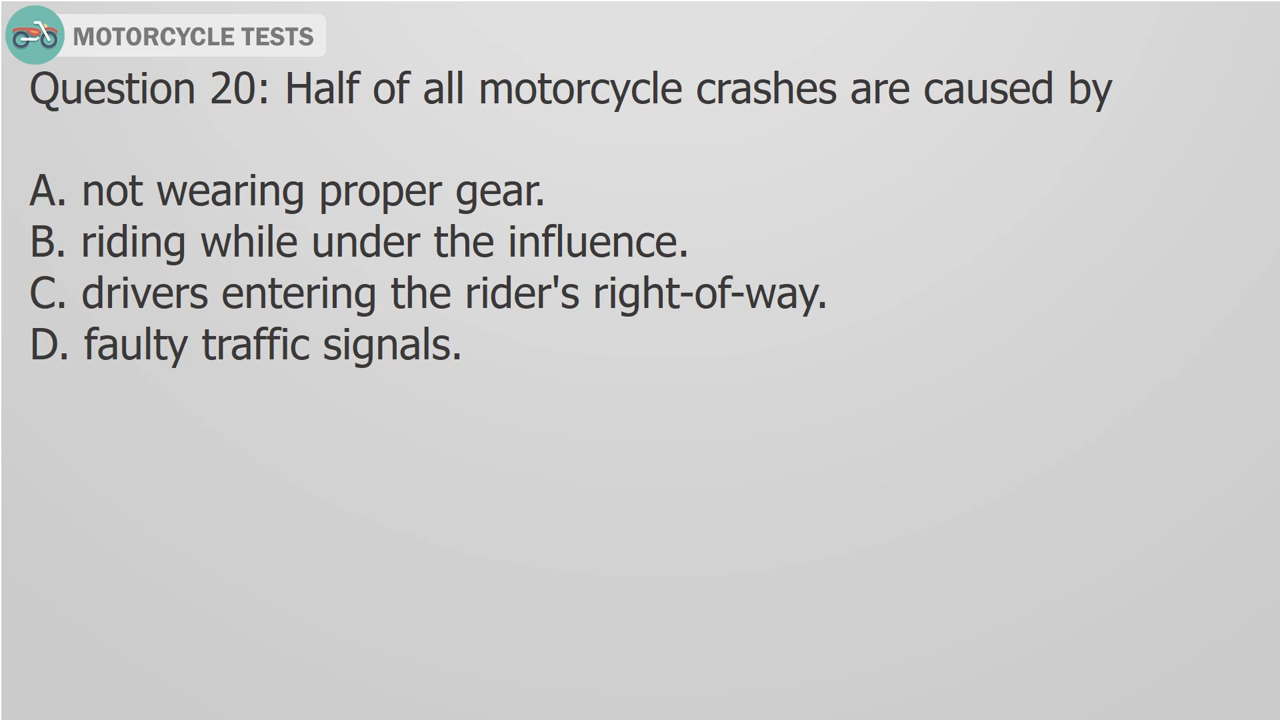 MOTORCYCLE TESTS
Question 20: Half of all motorcycle crashes are caused by
A. not wearing proper gear.
B. riding while under the influence.
C. drivers entering the rider's right-of-way.
D. faulty traffic signals.